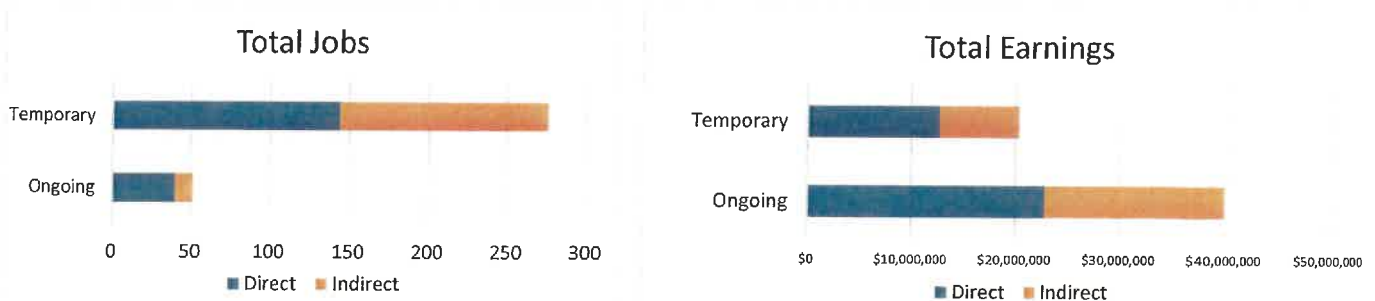 Total Jobs
Temporary
Ongoing
0 50 100 150 200 250 300
Direct Indirect
Total Earnings
Temporary
Ongoing
$0 $10,000,000 $20,000,000 $30,000,000 $40,000,000 $50,000,000
Direct Indirect